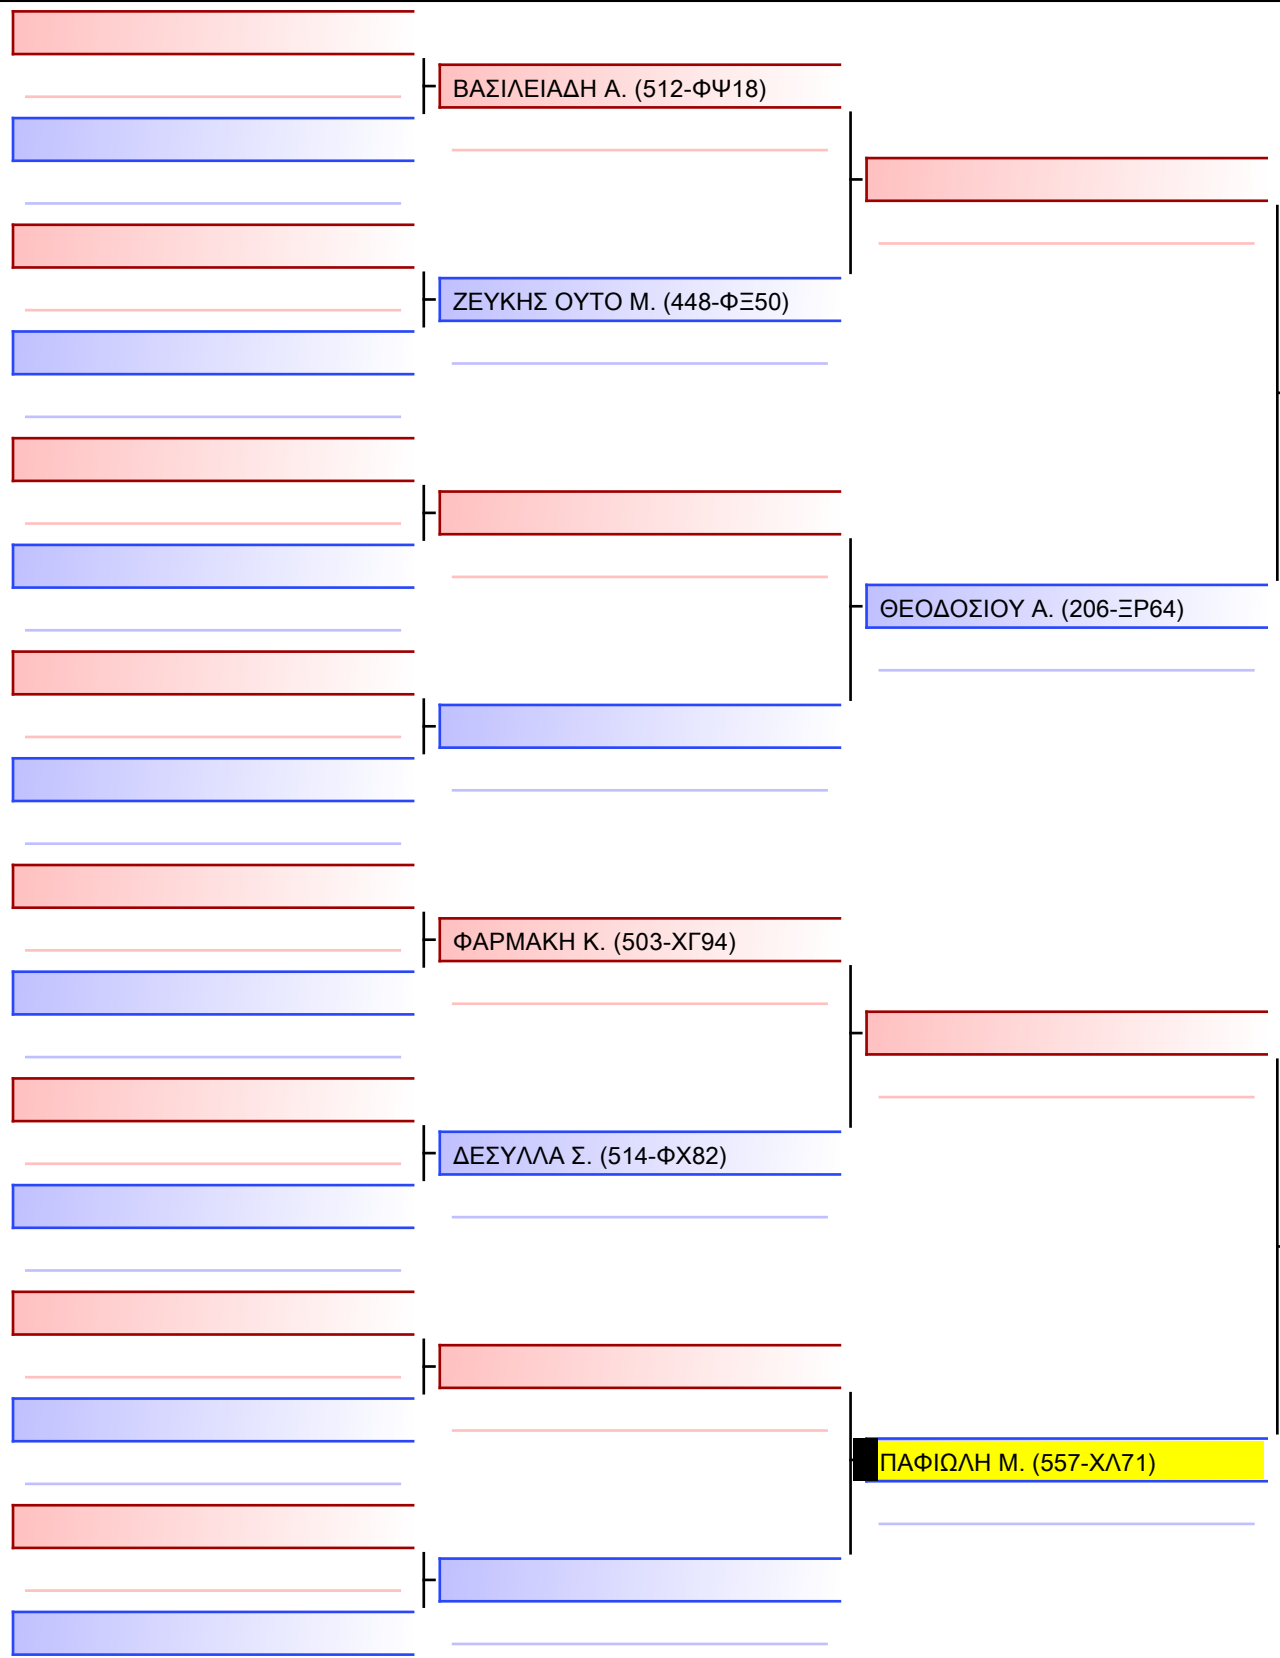 ΒΑΣΙΛΕΙΑΔΗ Α. (512-ΦΨ18)
ΖΕΥΚΗΣ ΟΥΤΟ Μ. (448-ΦΞ50)
ΘΕΟΔΟΣΙΟΥ Α. (206-ΞΡ64)
ΦΑΡΜΑΚΗ Κ. (503-ΧΓ94)
ΔΕΣΥΛΛΑ Σ. (514-ΦΧ82)
ΠΑΦΙΩΛΗ Μ. (557-ΧΛ71)